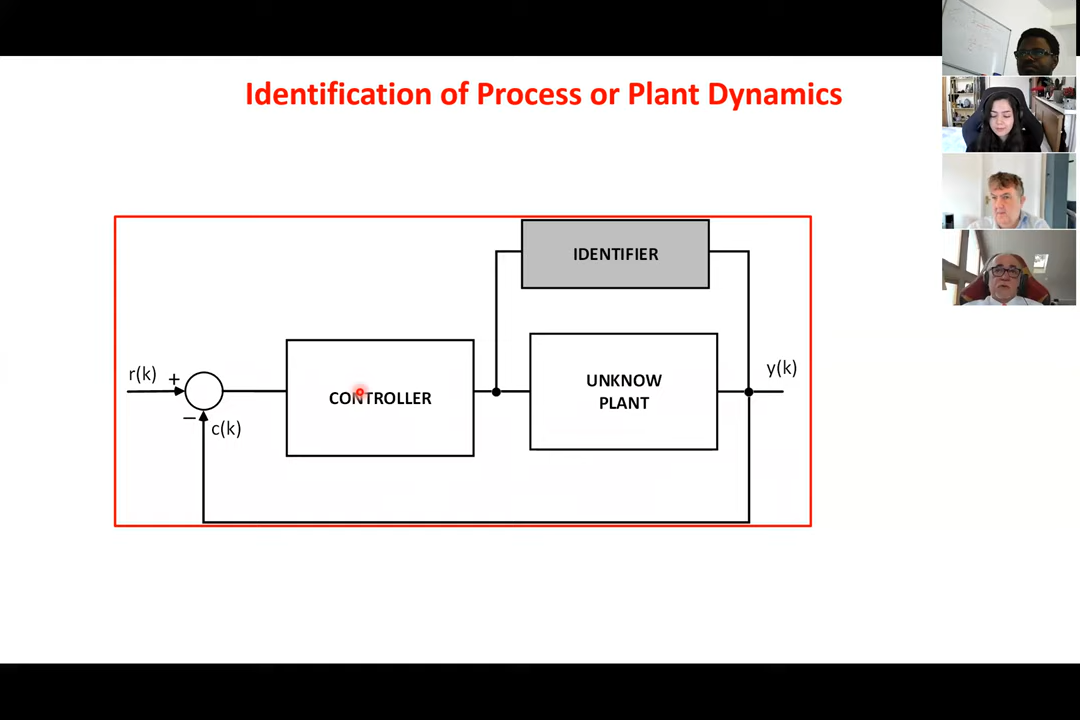 Identification of Process or Plant Dynamics
IDENTIFIER
r(k)
+
CONTROLLER
UNKNOW
PLANT
y(k)
−
c(k)